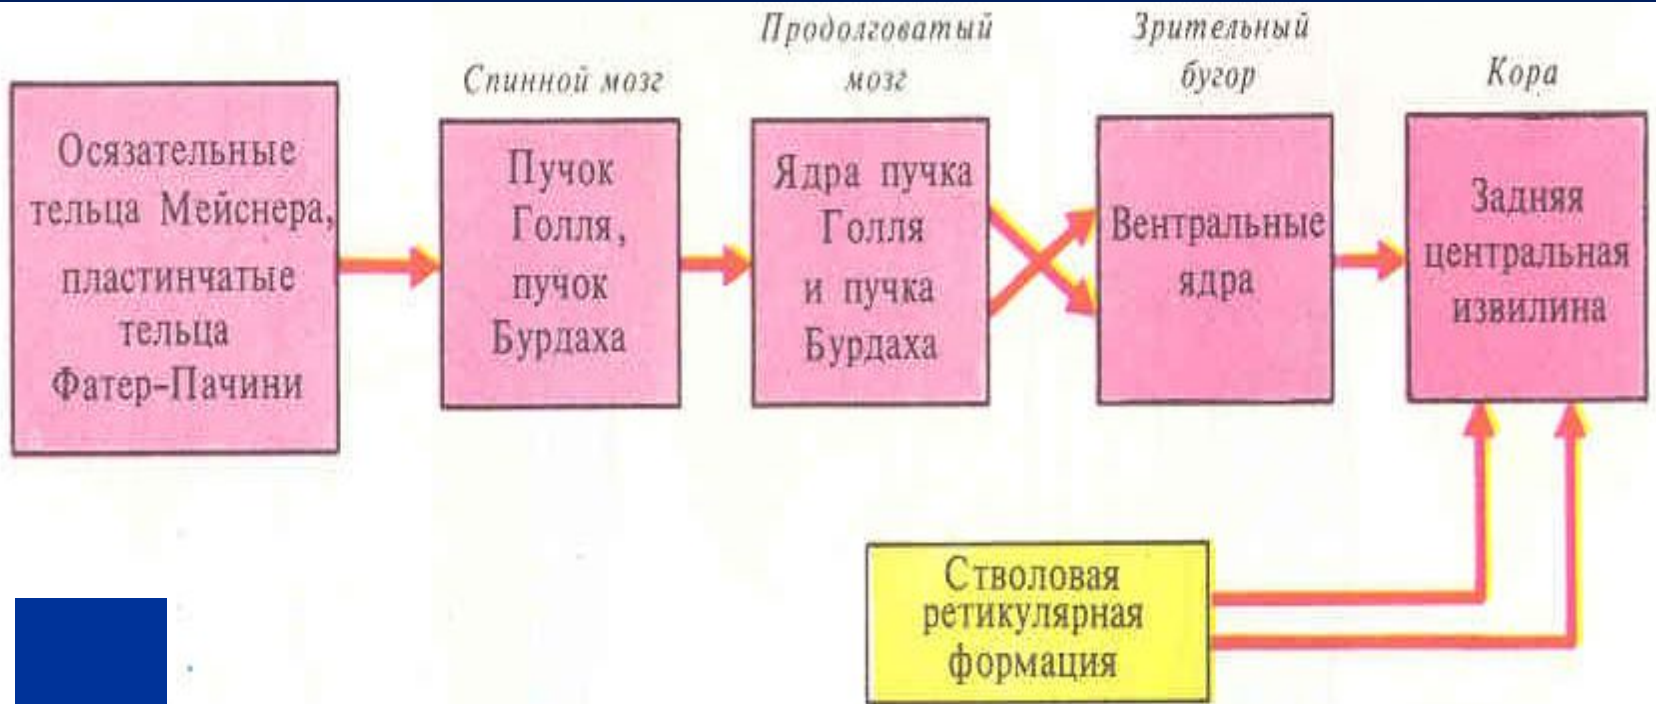 Осязательные
тельца Мейснера,
пластинчатые
тельца
Фатер-Пачини
Спинной мозг
Пучок
Голля,
пучок
Бурдаха
Продолговатый
мозг
Ядра пучка
Голля
и пучка
Бурдаха
Зрительный
бугор
Вентральные
ядра
Кора
Задняя
центральная
извилина
Стволовая
ретикулярная
формация